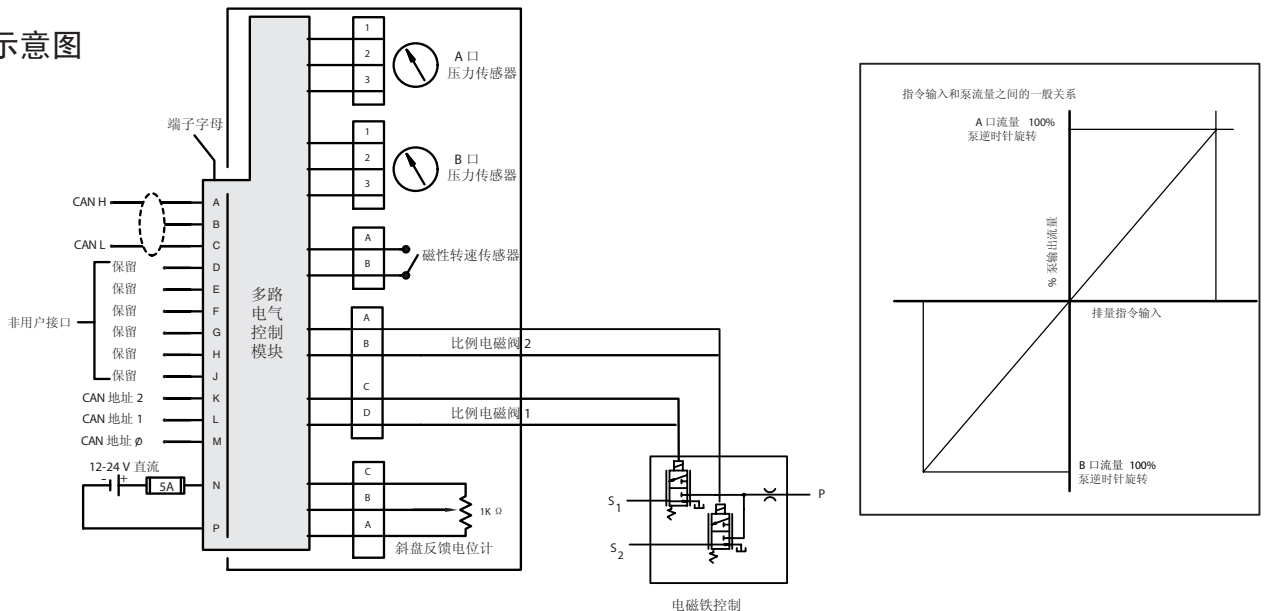 示意图
端子字母
CAN H
CAN L
保留
保留
保留
保留
保留
保留
非用户接口
CAN 地址 2
CAN 地址 1
CAN 地址 ø
12-24 V 直流
- +
5A
A
B
C
D
E
F
G
H
J
K
L
M
N
P
多路
电气
控制
模块
1
2
3
A 口
压力传感器
1
2
3
B 口
压力传感器
A
B
磁性转速传感器
A
B
C
D
比例电磁阀 2
比例电磁阀 1
C
B
A
1K Ω
斜盘反馈电位计
S1
S2
P
电磁铁控制
指令输入和泵流量之间的一般关系
A 口流量 100%
泵逆时针旋转
% 泵输出流量
排量指令输入
B 口流量 100%
泵逆时针旋转